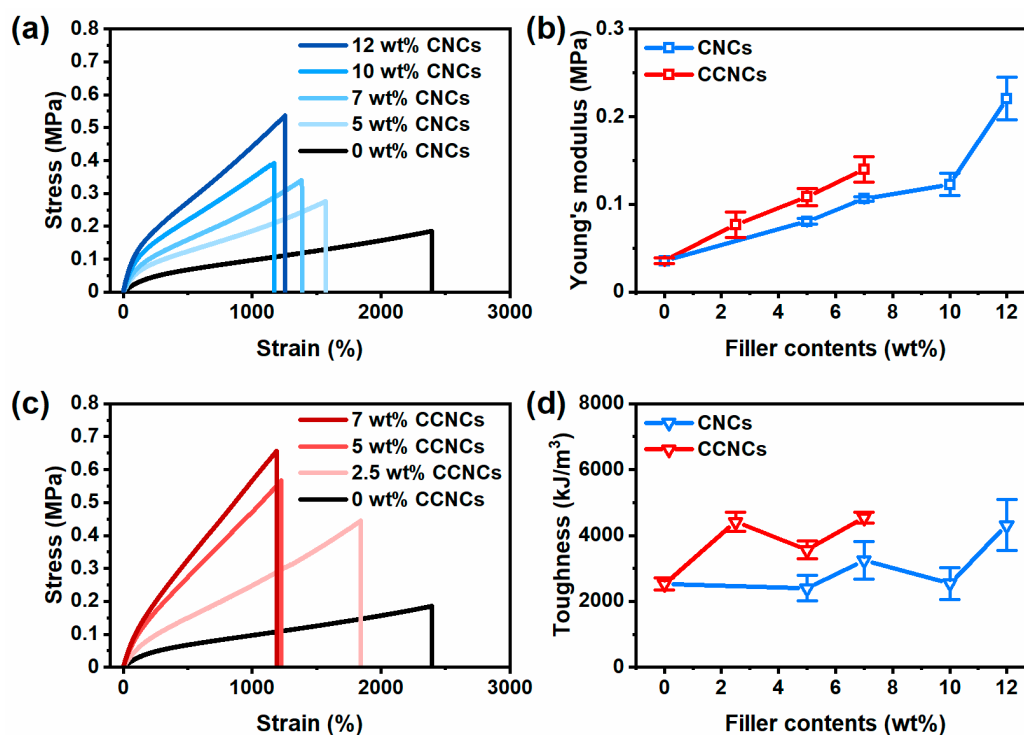 (a)
0.8
0.7
0.6
0.5
0.4
0.3
0.2
0.1
0
Stress (MPa)
12 wt% CNCs
10 wt% CNCs
7 wt% CNCs
5 wt% CNCs
0 wt% CNCs
0 1000 2000 3000
Strain (%)
(b)
0.3
0.2
0.1
0
Young's modulus (MPa)
CNCs
CCNCs
0 2 4 6 8 10 12
Filler contents (wt%)
(c)
0.8
0.7
0.6
0.5
0.4
0.3
0.2
0.1
0
Stress (MPa)
7 wt% CCNCs
5 wt% CCNCs
2.5 wt% CCNCs
0 wt% CCNCs
0 1000 2000 3000
Strain (%)
(d)
8000
6000
4000
2000
0
Toughness (kJ/m³)
CNCs
CCNCs
0 2 4 6 8 10 12
Filler contents (wt%)